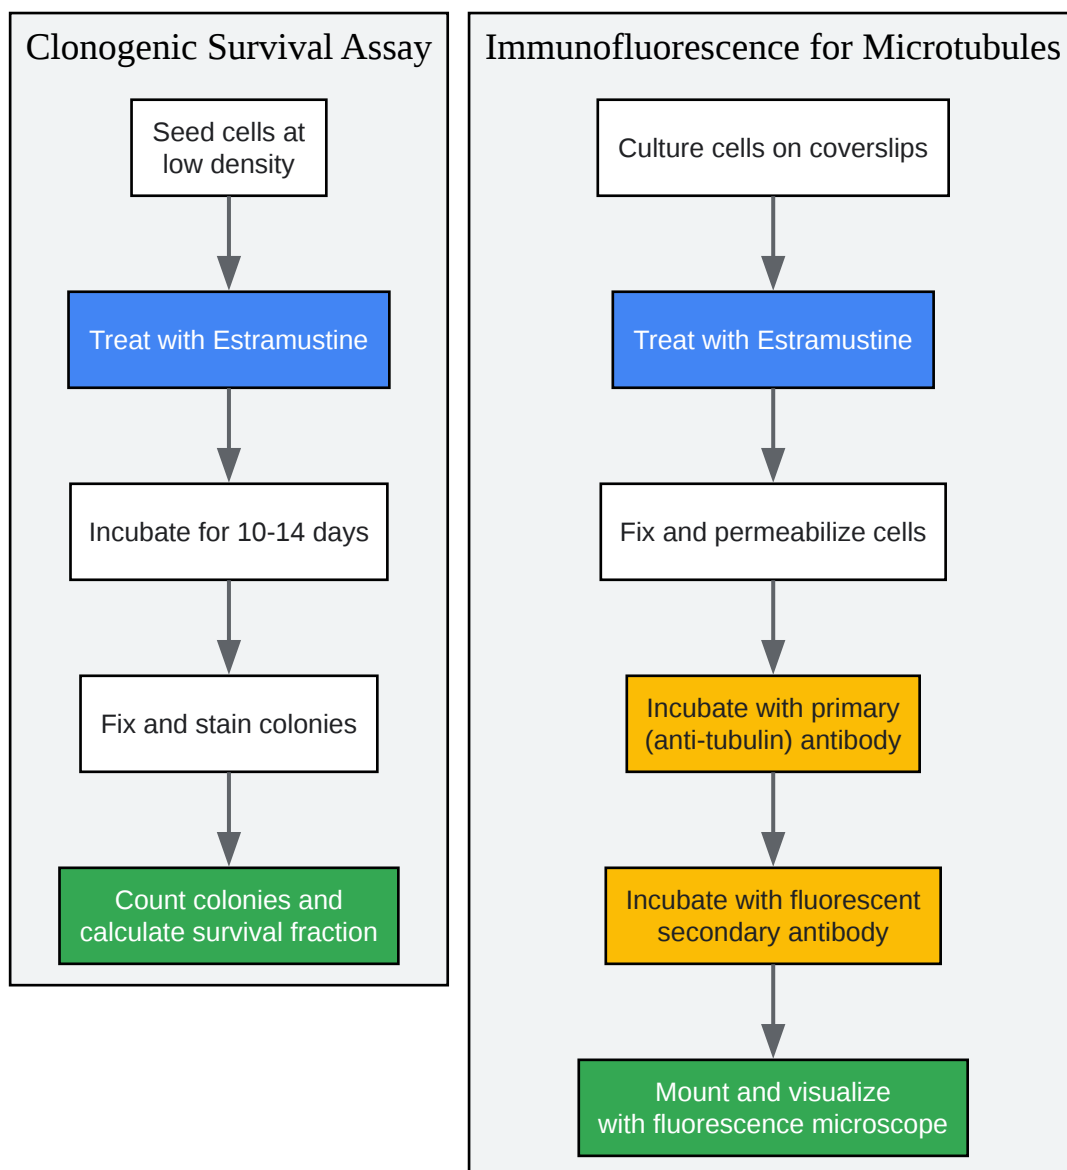 Clonogenic Survival Assay
Seed cells at
low density
Treat with Estramustine
Incubate for 10-14 days
Fix and stain colonies
Count colonies and
calculate survival fraction
Immunofluorescence for Microtubules
Culture cells on coverslips
Treat with Estramustine
Fix and permeabilize cells
Incubate with primary
(anti-tubulin) antibody
Incubate with fluorescent
secondary antibody
Mount and visualize
with fluorescence microscope